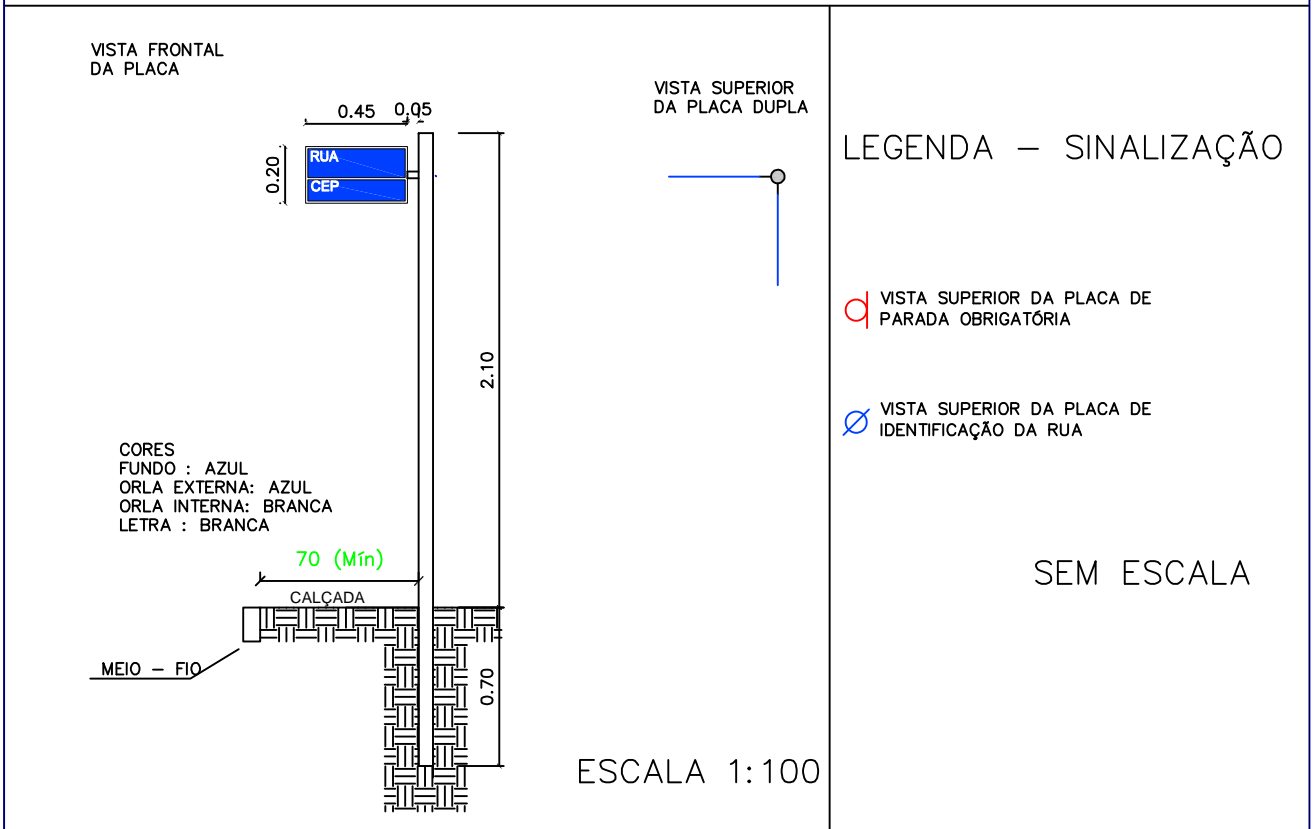 VISTA FRONTAL
DA PLACA
0.45
0.05
0.20
RUA
CEP
2.10
CORES
FUNDO : AZUL
ORLA EXTERNA: AZUL
ORLA INTERNA: BRANCA
LETRA : BRANCA
70 (Mín)
CALÇADA
MEIO – FIO
0.70
VISTA SUPERIOR
DA PLACA DUPLA
ESCALA 1:100
LEGENDA – SINALIZAÇÃO
VISTA SUPERIOR DA PLACA DE
PARADA OBRIGATÓRIA
VISTA SUPERIOR DA PLACA DE
IDENTIFICAÇÃO DA RUA
SEM ESCALA